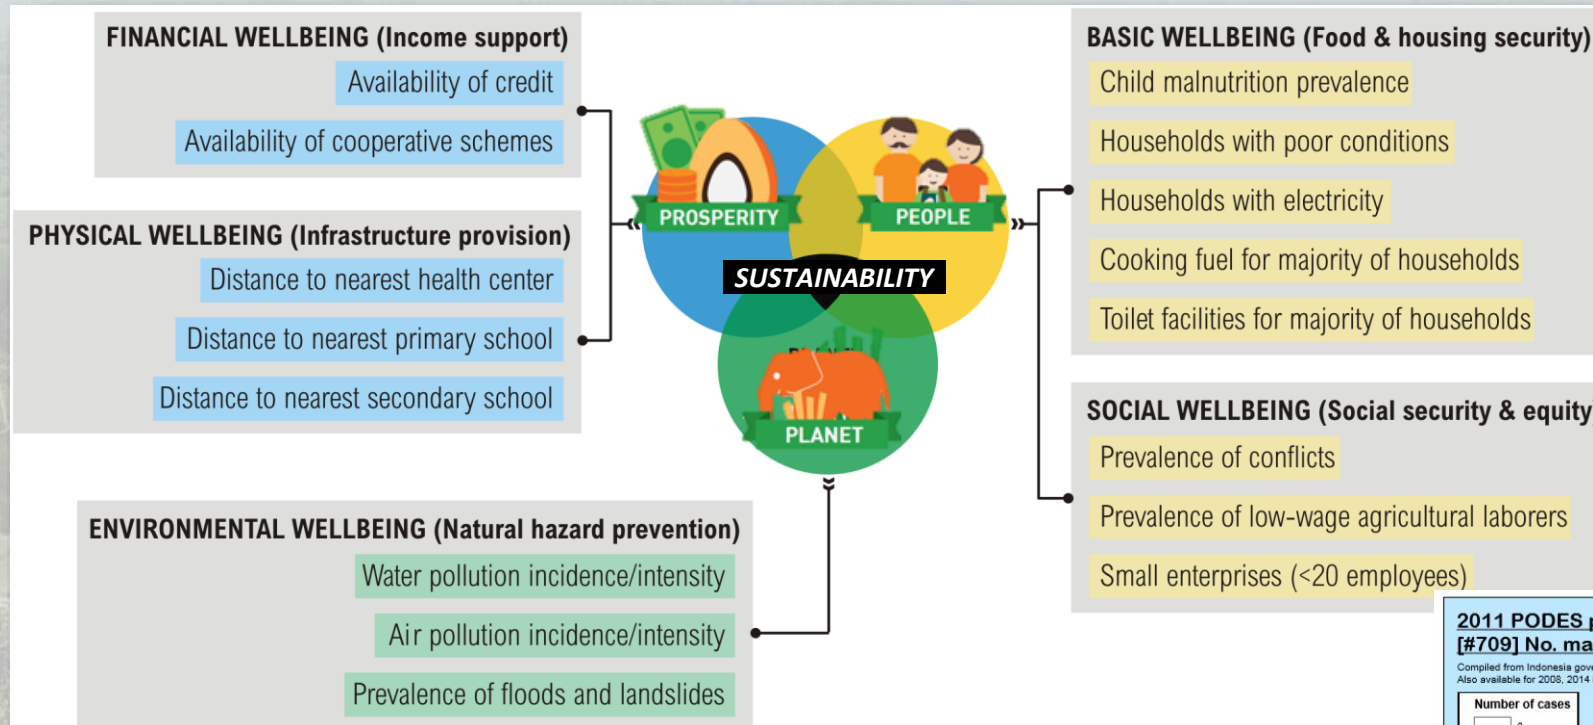 FINANCIAL WELLBEING (Income support)
Availability of credit
Availability of cooperative schemes
PHYSICAL WELLBEING (Infrastructure provision)
Distance to nearest health center
Distance to nearest primary school
Distance to nearest secondary school
PROSPERITY
PEOPLE
SUSTAINABILITY
PLANET
ENVIRONMENTAL WELLBEING (Natural hazard prevention)
Water pollution incidence/intensity
Air pollution incidence/intensity
Prevalence of floods and landslides
BASIC WELLBEING (Food & housing security)
Child malnutrition prevalence
Households with poor conditions
Households with electricity
Cooking fuel for majority of households
Toilet facilities for majority of households
SOCIAL WELLBEING (Social security & equity
Prevalence of conflicts
Prevalence of low-wage agricultural laborers
Small enterprises (<20 employees)
2011 PODES
[#709] No.
Compiled from Indonesia
Also available for 2008, 2014
Number of cases